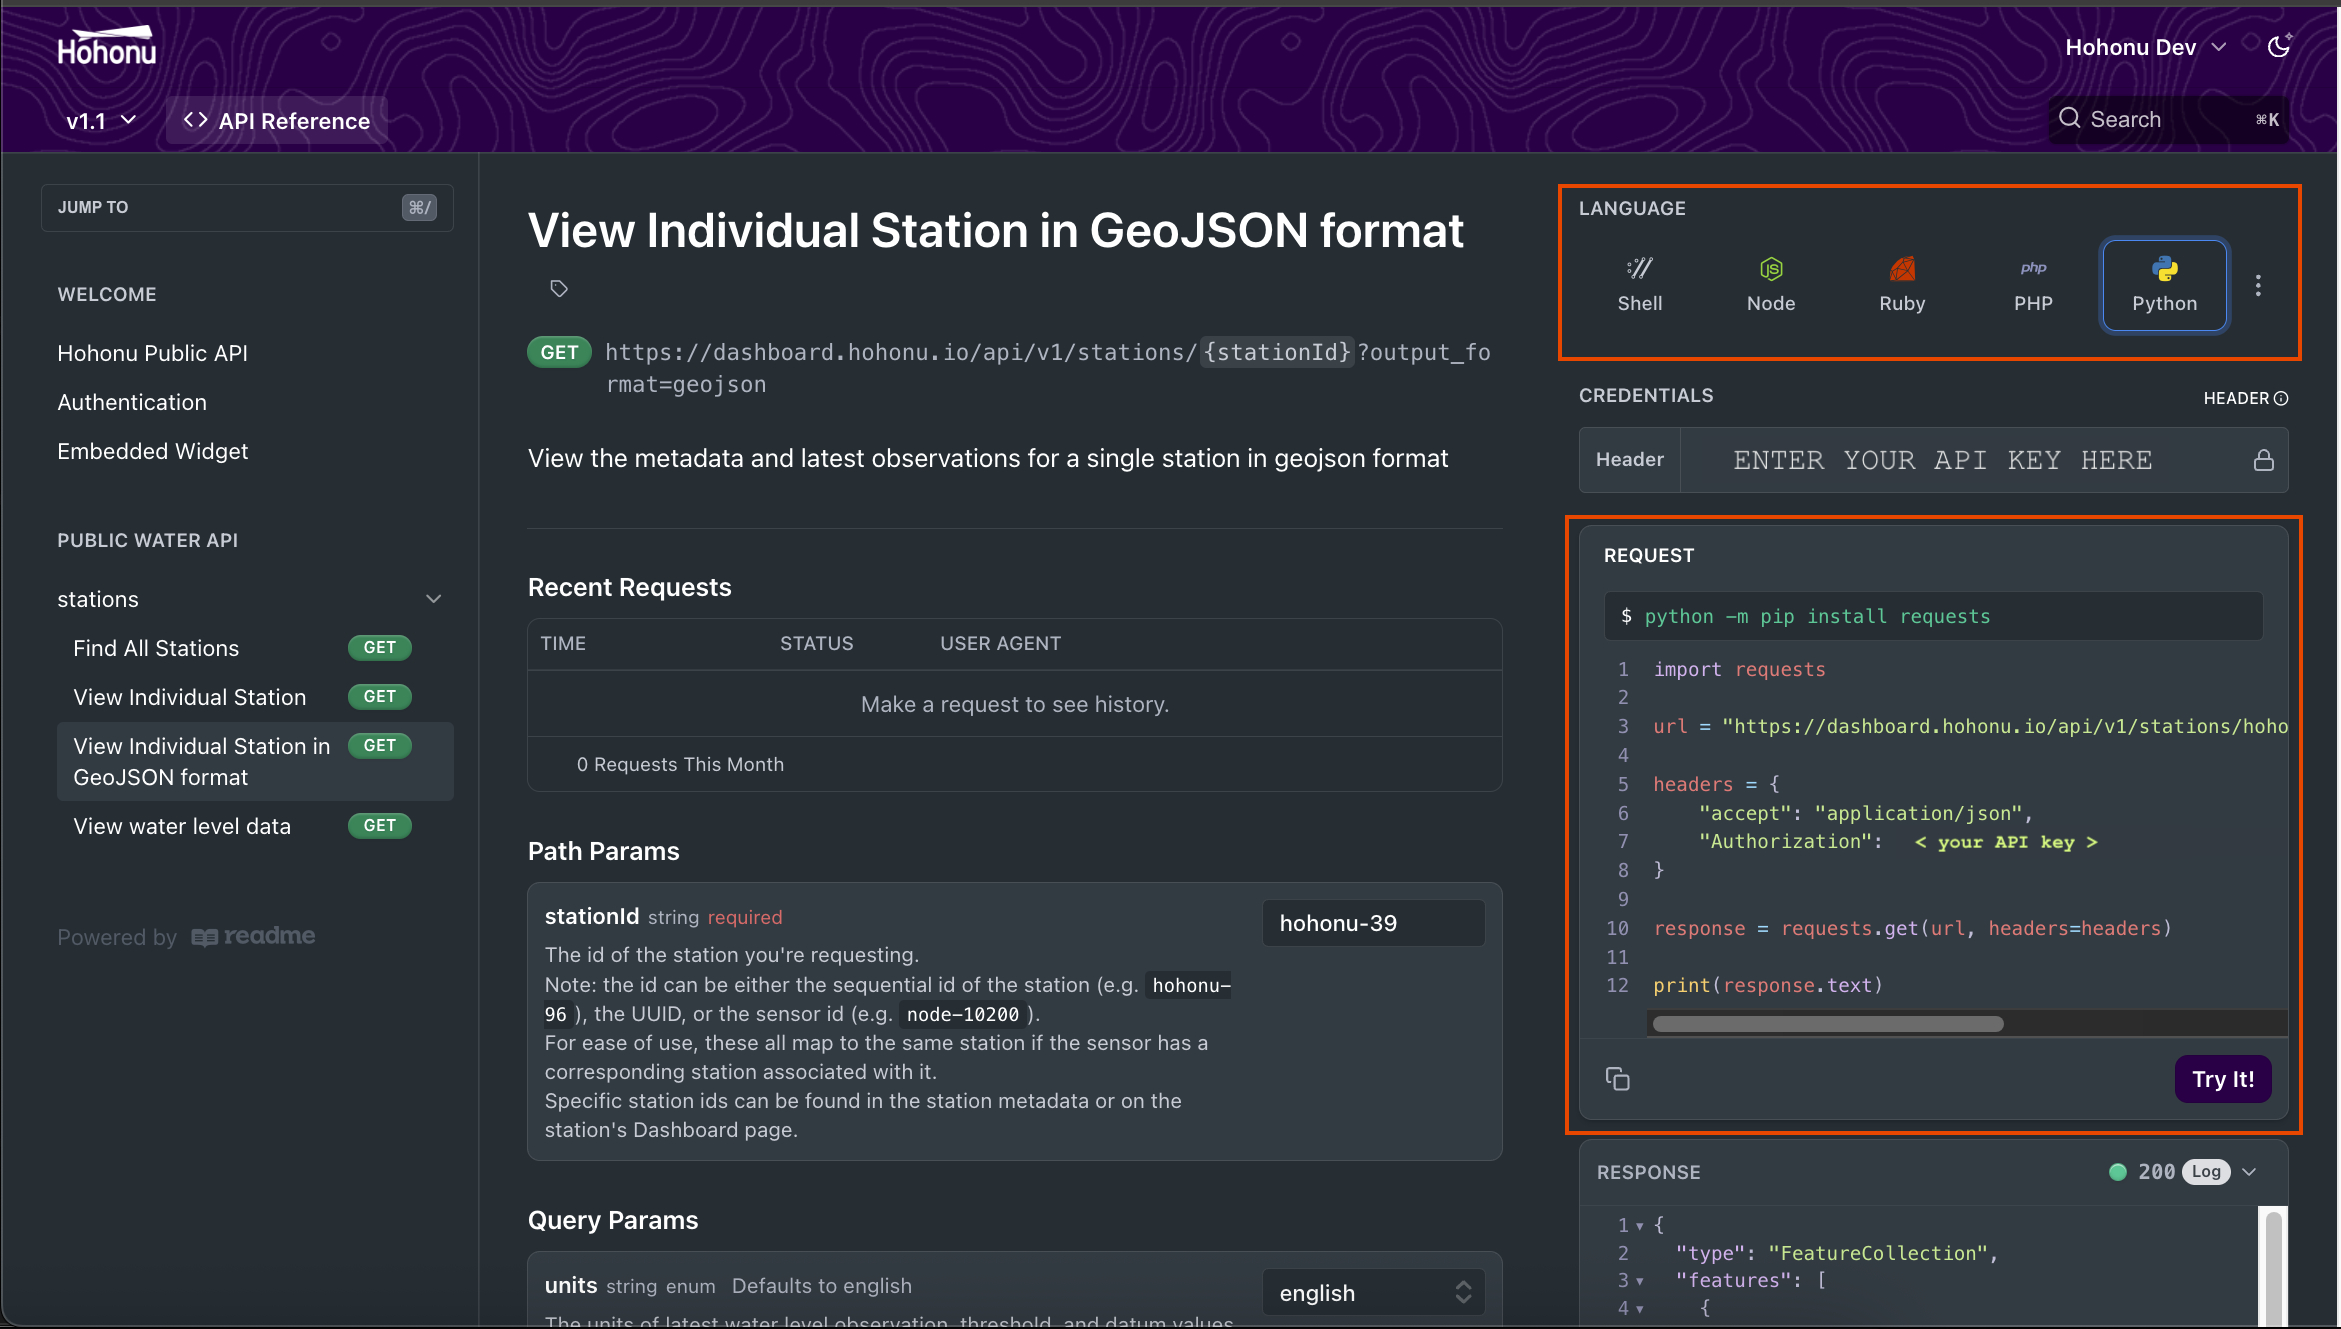 Hohonu
Hohonu Dev
v1.1
<> API Reference
Search ⌘K
JUMP TO ⌘/
WELCOME
Hohonu Public API
Authentication
Embedded Widget
PUBLIC WATER API
stations
Find All Stations GET
View Individual Station GET
View Individual Station in GET
GeoJSON format
View water level data GET
Powered by readme
View Individual Station in GeoJSON format
GET https://dashboard.hohonu.io/api/v1/stations/{stationId}?output_fo
rmat=geojson
View the metadata and latest observations for a single station in geojson format
Recent Requests
TIME STATUS USER AGENT
Make a request to see history.
0 Requests This Month
Path Params
stationId string required
hohonu-39
The id of the station you're requesting.
Note: the id can be either the sequential id of the station (e.g. hohonu-
96 ), the UUID, or the sensor id (e.g. node-10200 ).
For ease of use, these all map to the same station if the sensor has a
corresponding station associated with it.
Specific station ids can be found in the station metadata or on the
station's Dashboard page.
Query Params
units string enum Defaults to english
english
The units of latest water level observation, threshold, and datum values
LANGUAGE
Shell Node Ruby PHP Python
php
JS
CREDENTIALS HEADER
Header ENTER YOUR API KEY HERE
REQUEST
$ python -m pip install requests
1 import requests
2
3 url = "https://dashboard.hohonu.io/api/v1/stations/hoho
4
5 headers = {
6 "accept": "application/json",
7 "Authorization": < your API key >
8 }
9
10 response = requests.get(url, headers=headers)
11
12 print(response.text)
Try It!
RESPONSE 200 Log
1 {
2 "type": "FeatureCollection",
3 "features": [
4 {